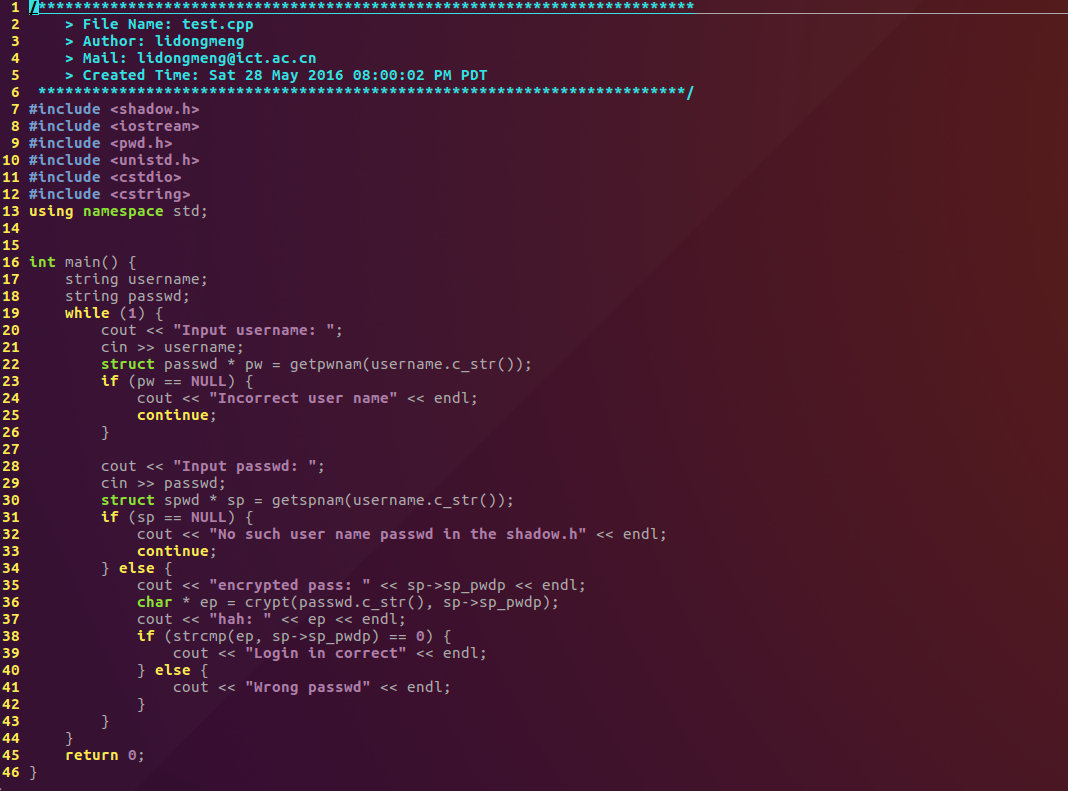 1 /************************************************************************* 
2     > File Name: test.cpp
3     > Author: lidongmeng
4     > Mail: lidongmeng@ict.ac.cn
5     > Created Time: Sat 28 May 2016 08:00:02 PM PDT
6  ************************************************************************/
7 #include <shadow.h>
8 #include <iostream>
9 #include <pwd.h>
10 #include <unistd.h>
11 #include <cstdio>
12 #include <cstring>
13 using namespace std;
14
15
16 int main() {
17     string username;
18     string passwd;
19     while (1) {
20         cout << "Input username: ";
21         cin >> username;
22         struct passwd * pw = getpwnam(username.c_str());
23         if (pw == NULL) {
24             cout << "Incorrect user name" << endl;
25             continue;
26         }
27
28         cout << "Input passwd: ";
29         cin >> passwd;
30         struct spwd * sp = getspnam(username.c_str());
31         if (sp == NULL) {
32             cout << "No such user name passwd in the shadow.h" << endl;
33             continue;
34         } else {
35             cout << "encrypted pass: " << sp->sp_pwdp << endl;
36             char * ep = crypt(passwd.c_str(), sp->sp_pwdp);
37             cout << "hah: " << ep << endl;
38             if (strcmp(ep, sp->sp_pwdp) == 0) {
39                 cout << "Login in correct" << endl;
40             } else {
41                 cout << "Wrong passwd" << endl;
42             }
43         }
44     }
45     return 0;
46 }